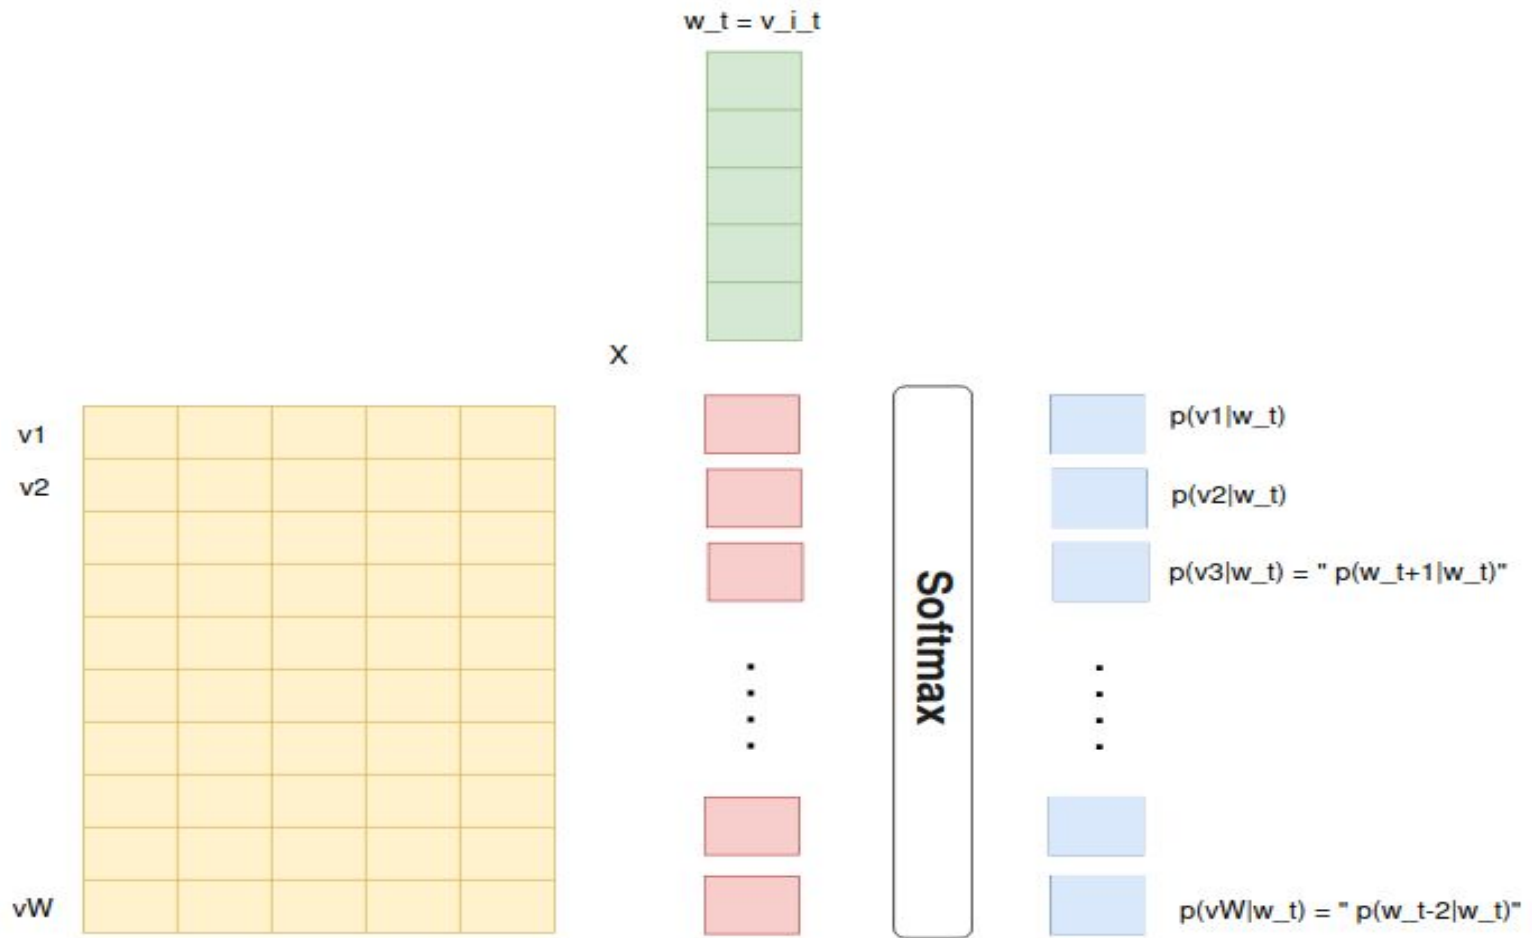 w_t = v_i_t
X
v1
v2
vW
Softmax
p(v1|w_t)
p(v2|w_t)
p(v3|w_t) = " p(w_t+1|w_t)"
p(vW|w_t) = " p(w_t-2|w_t)"